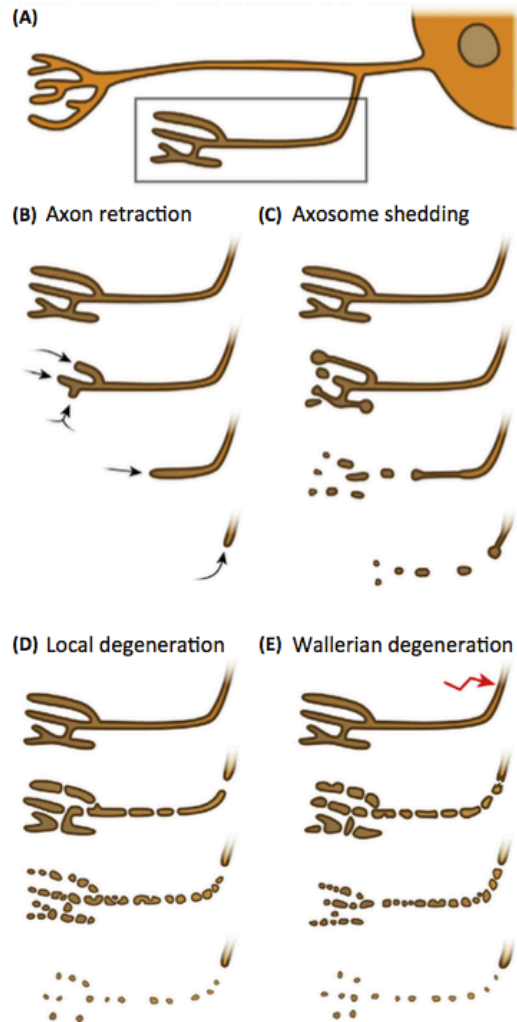 (A)
(B) Axon retraction
(C) Axosome shedding
(D) Local degeneration
(E) Wallerian degeneration